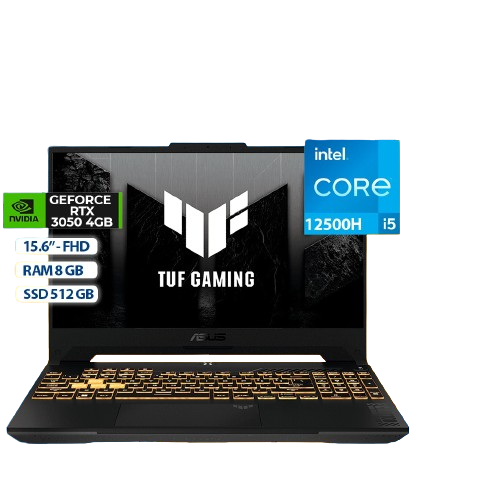 intel
CORE
12500H i5
NVIDIA
GEFORCE
RTX
3050 4GB
15.6"- FHD
RAM 8 GB
SSD 512 GB
TUF GAMING
ASUS